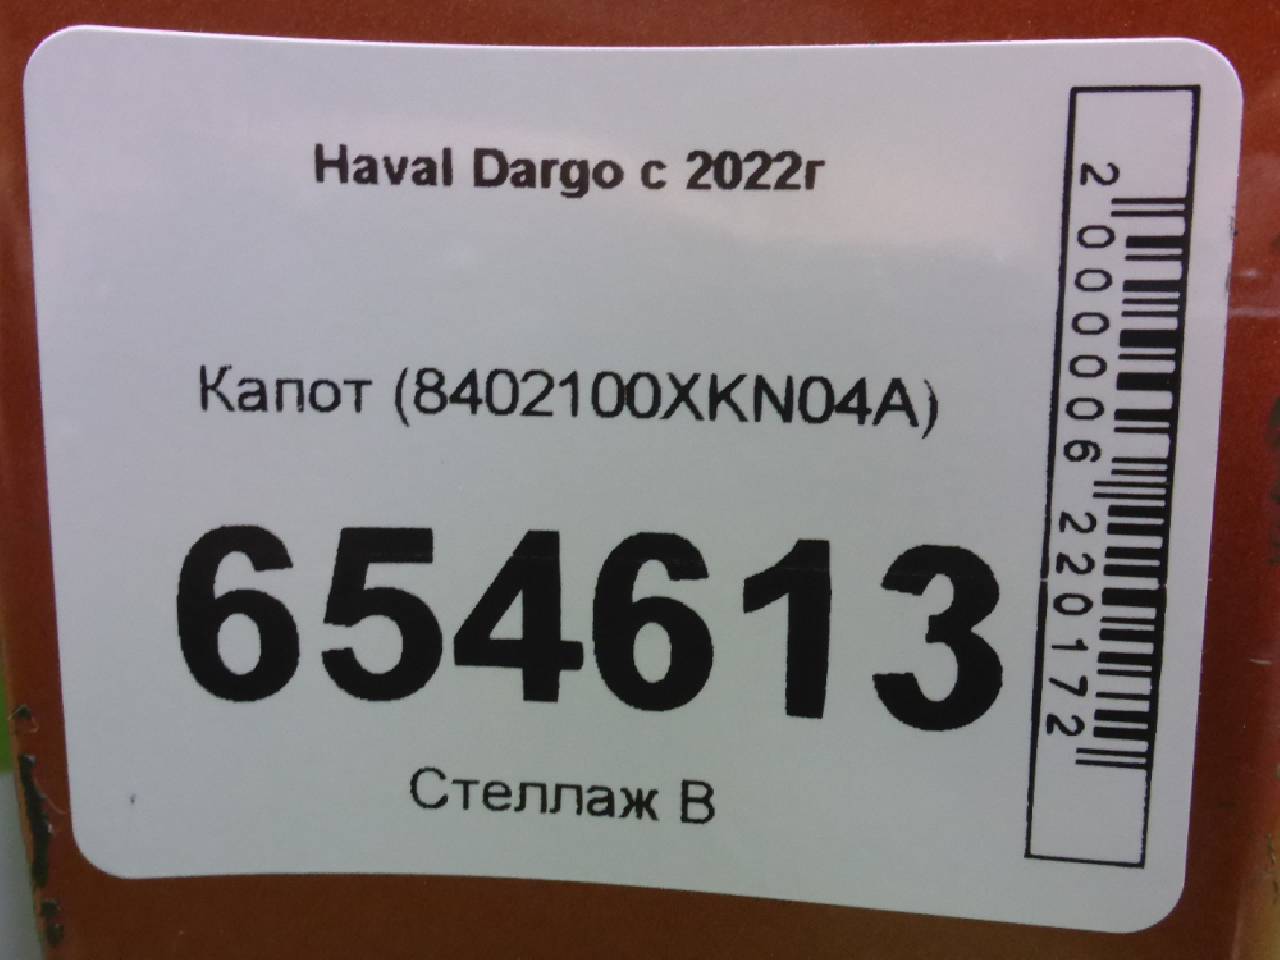 Haval Dargo с 2022г
Капот (8402100XKN04A)
654613
Стеллаж В
2000006220172